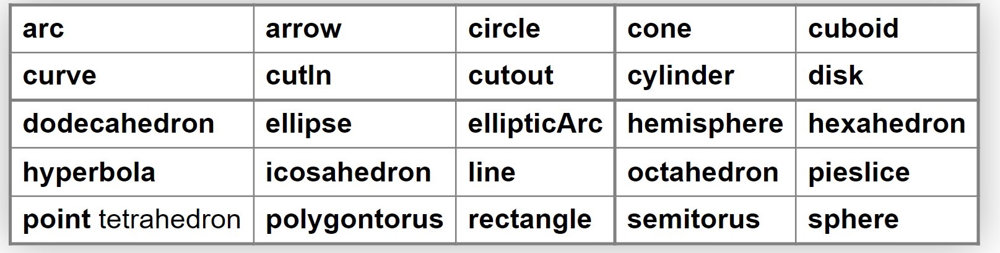 arc arrow circle cone cuboid
curve cutIn cutout cylinder disk
dodecahedron ellipse ellipticArc hemisphere hexahedron
hyperbola icosahedron line octahedron pieslice
point tetrahedron polygontorus rectangle semitorus sphere